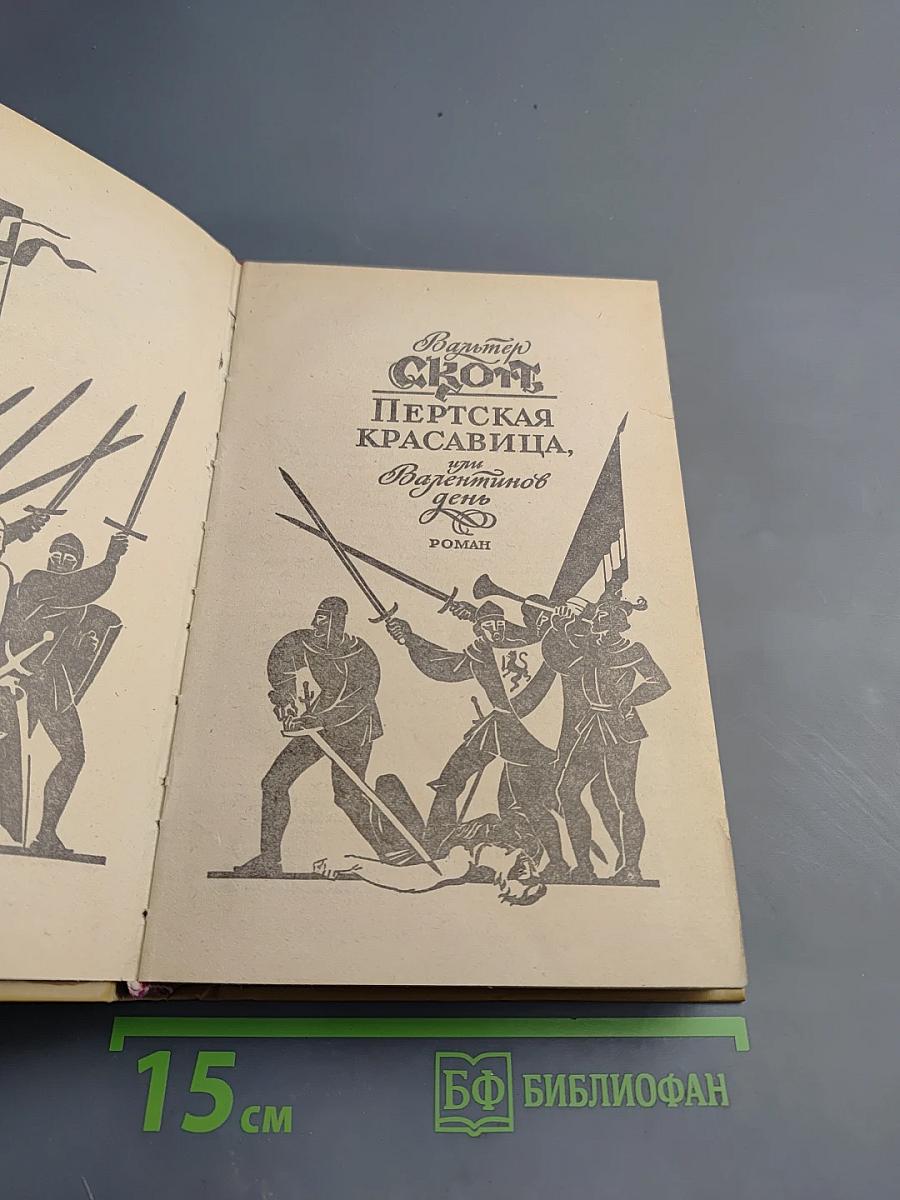 Вальтер
Скотт
Пертская
красавица,
или
Валентинов
день
роман
15 см
БФ БИБЛИОФАН